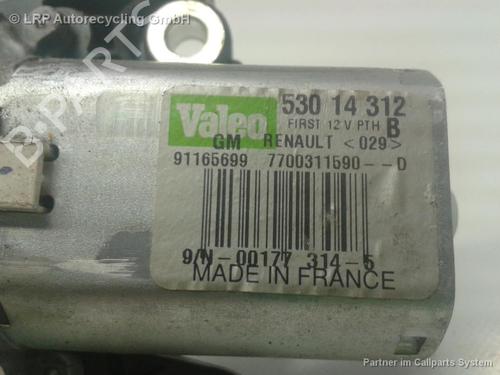 © LRP Autorecycling GmbH
B-PARTS
Valeo 530 14 312
FIRST 12 V PTH B
GM RENAULT <029>
91165699 7700311590--D
9/N-00177 314-5
MADE IN FRANCE
Partner im Callparts System